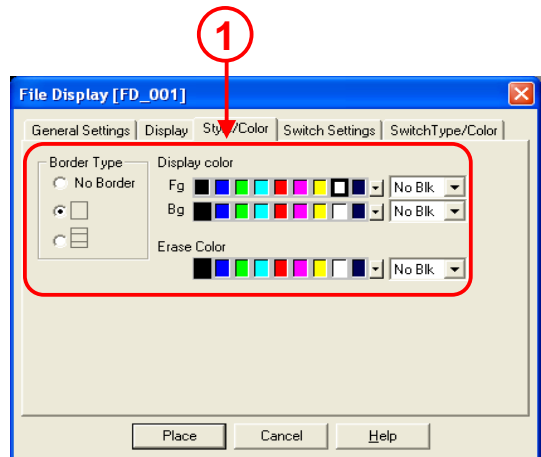 1
File Display [FD_001]
General Settings Display Style/Color Switch Settings SwitchType/Color
Border Type Display color
No Border Fg No Blk
Bg No Blk
Erase Color
No Blk
Place Cancel Help